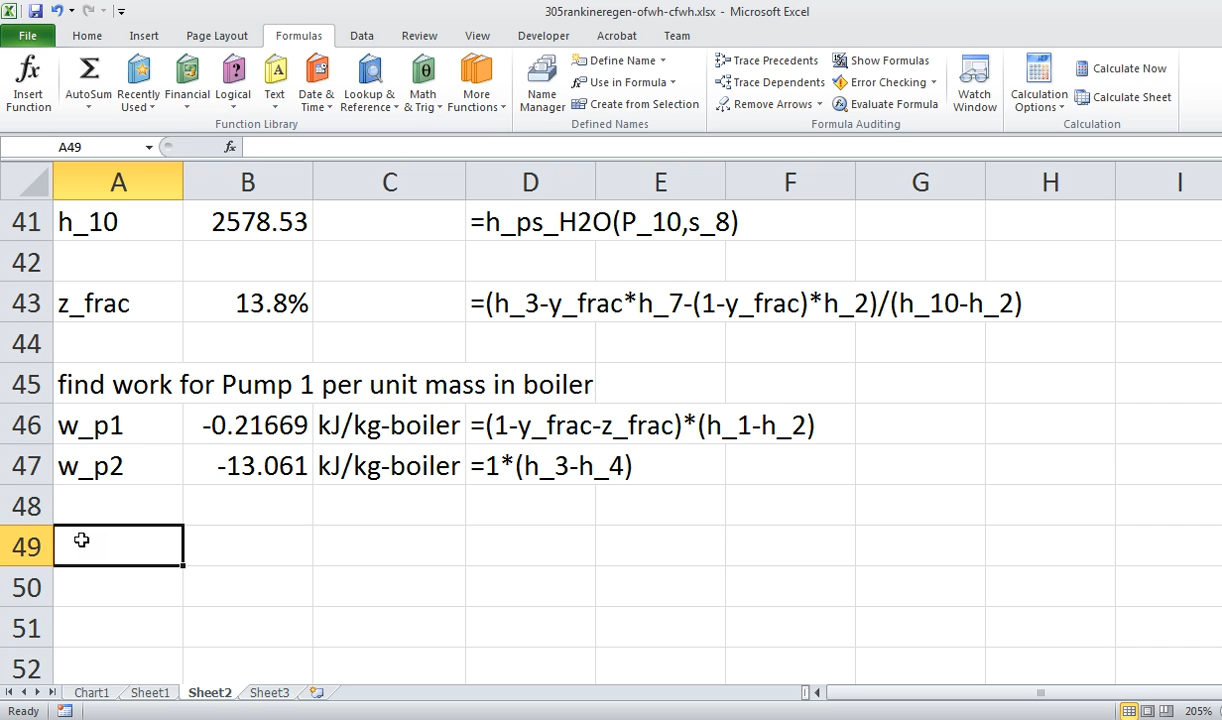 305rankineregen-ofwh-cfwh.xlsx - Microsoft Excel
File Home Insert Page Layout Formulas Data Review View Developer Acrobat Team
Insert Function
AutoSum
Recently Used
Financial
Logical
Text
Date & Time
Lookup & Reference
Math & Trig
More Functions
Function Library
Name Manager
Define Name
Use in Formula
Create from Selection
Defined Names
Trace Precedents
Trace Dependents
Remove Arrows
Show Formulas
Error Checking
Evaluate Formula
Watch Window
Formula Auditing
Calculation Options
Calculate Now
Calculate Sheet
Calculation
A49 fx
A B C D E F G H I
41 h_10 2578.53 =h_ps_H2O(P_10,s_8)
42
43 z_frac 13.8% =(h_3-y_frac*h_7-(1-y_frac)*h_2)/(h_10-h_2)
44
45 find work for Pump 1 per unit mass in boiler
46 w_p1 -0.21669 kJ/kg-boiler =(1-y_frac-z_frac)*(h_1-h_2)
47 w_p2 -13.061 kJ/kg-boiler =1*(h_3-h_4)
48
49
50
51
52
Chart1 Sheet1 Sheet2 Sheet3
Ready 205%